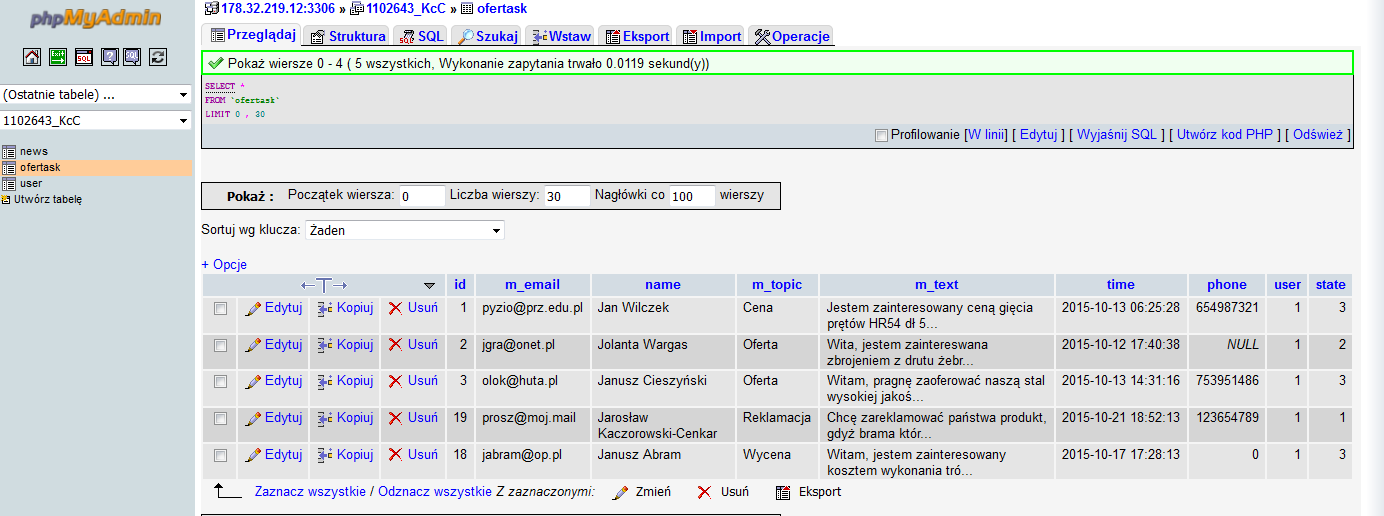 phpMyAdmin
178.32.219.12:3306 » 1102643_KcC » ofertask
Przeglądaj Struktura SQL Szukaj Wstaw Eksport Import Operacje
(Ostatnie tabele) ...
1102643_KcC
news
ofertask
user
Utwórz tabelę
Pokaż wiersze 0 - 4 ( 5 wszystkich, Wykonanie zapytania trwało 0.0119 sekund(y))
SELECT *
FROM `ofertask`
LIMIT 0 , 30
Profilowanie [W linii] [ Edytuj ] [ Wyjaśnij SQL ] [ Utwórz kod PHP ] [ Odśwież ]
Pokaż : Początek wiersza: 0 Liczba wierszy: 30 Nagłówki co 100 wierszy
Sortuj wg klucza: Żaden
+ Opcje
←T→ id m_email name m_topic m_text time phone user state
Edytuj Kopiuj Usuń 1 pyzio@prz.edu.pl Jan Wilczek Cena Jestem zainteresowany ceną gięcia 2015-10-13 06:25:28 654987321 1 3
prętów HR54 dł 5...
Edytuj Kopiuj Usuń 2 jgra@onet.pl Jolanta Wargas Oferta Wita, jestem zaintereswana 2015-10-12 17:40:38 NULL 1 2
zbrojeniem z drutu żebr...
Edytuj Kopiuj Usuń 3 olok@huta.pl Janusz Cieszyński Oferta Witam, pragnę zaoferować naszą stal 2015-10-13 14:31:16 753951486 1 3
wysokiej jakoś...
Edytuj Kopiuj Usuń 19 prosz@moj.mail Jarosław Reklamacja Chcę zareklamować państwa produkt, 2015-10-21 18:52:13 123654789 1 1
Kaczorowski-Cenkar gdyż brama któr...
Edytuj Kopiuj Usuń 18 jabram@op.pl Janusz Abram Wycena Witam, jestem zainteresowany 2015-10-17 17:28:13 0 1 3
kosztem wykonania tró...
Zaznacz wszystkie / Odznacz wszystkie Z zaznaczonymi: Zmień Usuń Eksport